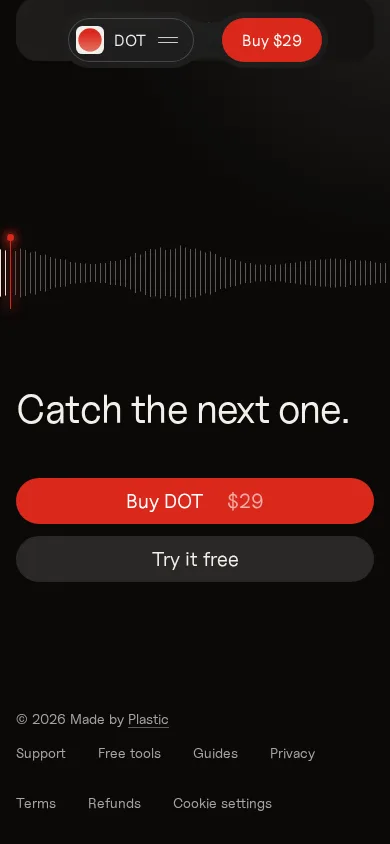 DOT
Buy $29
Catch the next one.
Buy DOT $29
Try it free
© 2026 Made by Plastic
Support Free tools Guides Privacy
Terms Refunds Cookie settings